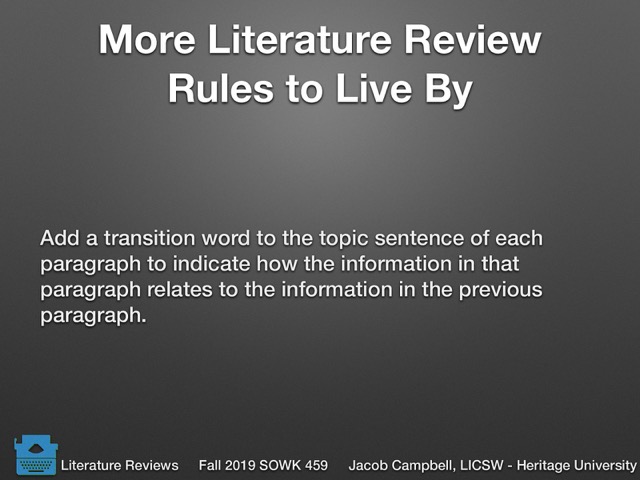 More Literature Review
Rules to Live By
Add a transition word to the topic sentence of each
paragraph to indicate how the information in that
paragraph relates to the information in the previous
paragraph.
Literature Reviews Fall 2019 SOWK 459 Jacob Campbell, LICSW - Heritage University